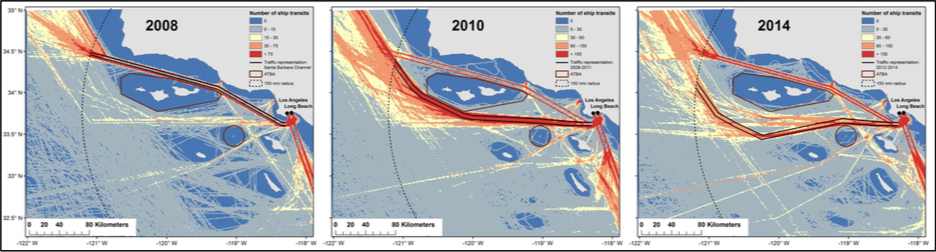 2008
Number of ship transits
0
0 - 15
15 - 30
30 - 75
> 75
Traffic representation:
Santa Barbara Channel
ATBA
150 nmi radius
Los Angeles
Long Beach
35° N
34.5° N
34° N
33.5° N
33° N
32.5° N
0 20 40 80 Kilometers
-122° W
-121° W
-120° W
-119° W
-118° W
2010
Number of ship transits
0
0 - 30
30 - 60
60 - 150
> 150
Traffic representation:
2009-2011
ATBA
150 nmi radius
Los Angeles
Long Beach
0 20 40 80 Kilometers
-122° W
-121° W
-120° W
-119° W
-118° W
2014
Number of ship transits
0
0 - 30
30 - 60
60 - 150
> 150
Traffic representation:
2012-2014
ATBA
150 nmi radius
Los Angeles
Long Beach
0 20 40 80 Kilometers
-122° W
-121° W
-120° W
-119° W
-118° W